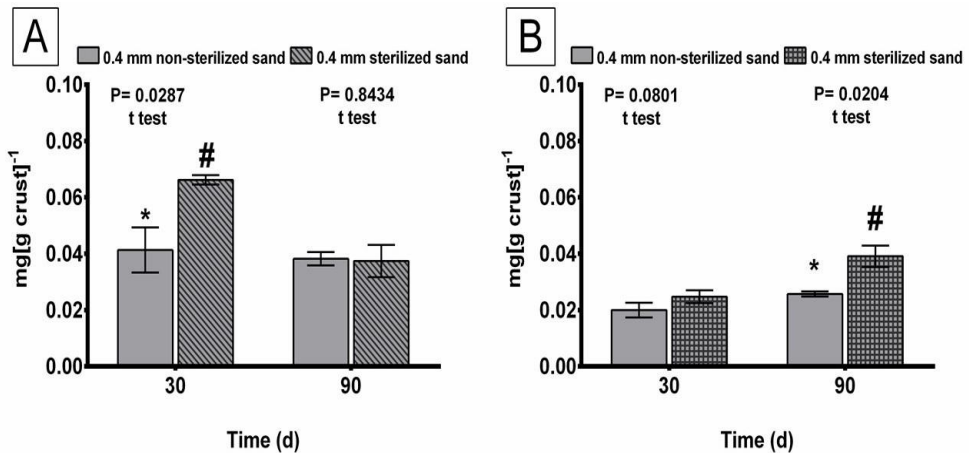 A
0.4 mm non-sterilized sand 0.4 mm sterilized sand
P= 0.0287 P= 0.8434
t test t test
0.10
0.08
0.06
0.04
0.02
0.00
* #
mg[g crust]-1
30 90
Time (d)
B
0.4 mm non-sterilized sand 0.4 mm sterilized sand
P= 0.0801 P= 0.0204
t test t test
0.10
0.08
0.06
0.04
0.02
0.00
* #
mg[g crust]-1
30 90
Time (d)